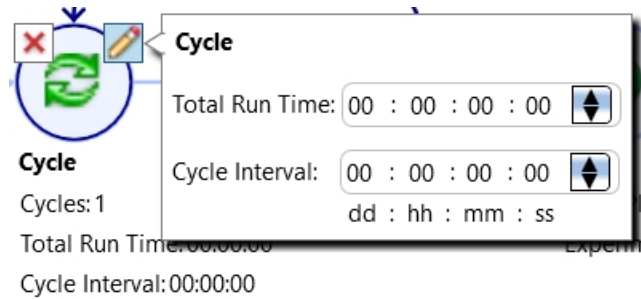 Cycle
Total Run Time: 00 : 00 : 00 : 00
Cycle Interval: 00 : 00 : 00 : 00
dd : hh : mm : ss
Cycle
Cycles: 1
Total Run Time: 00:00:00
Cycle Interval: 00:00:00